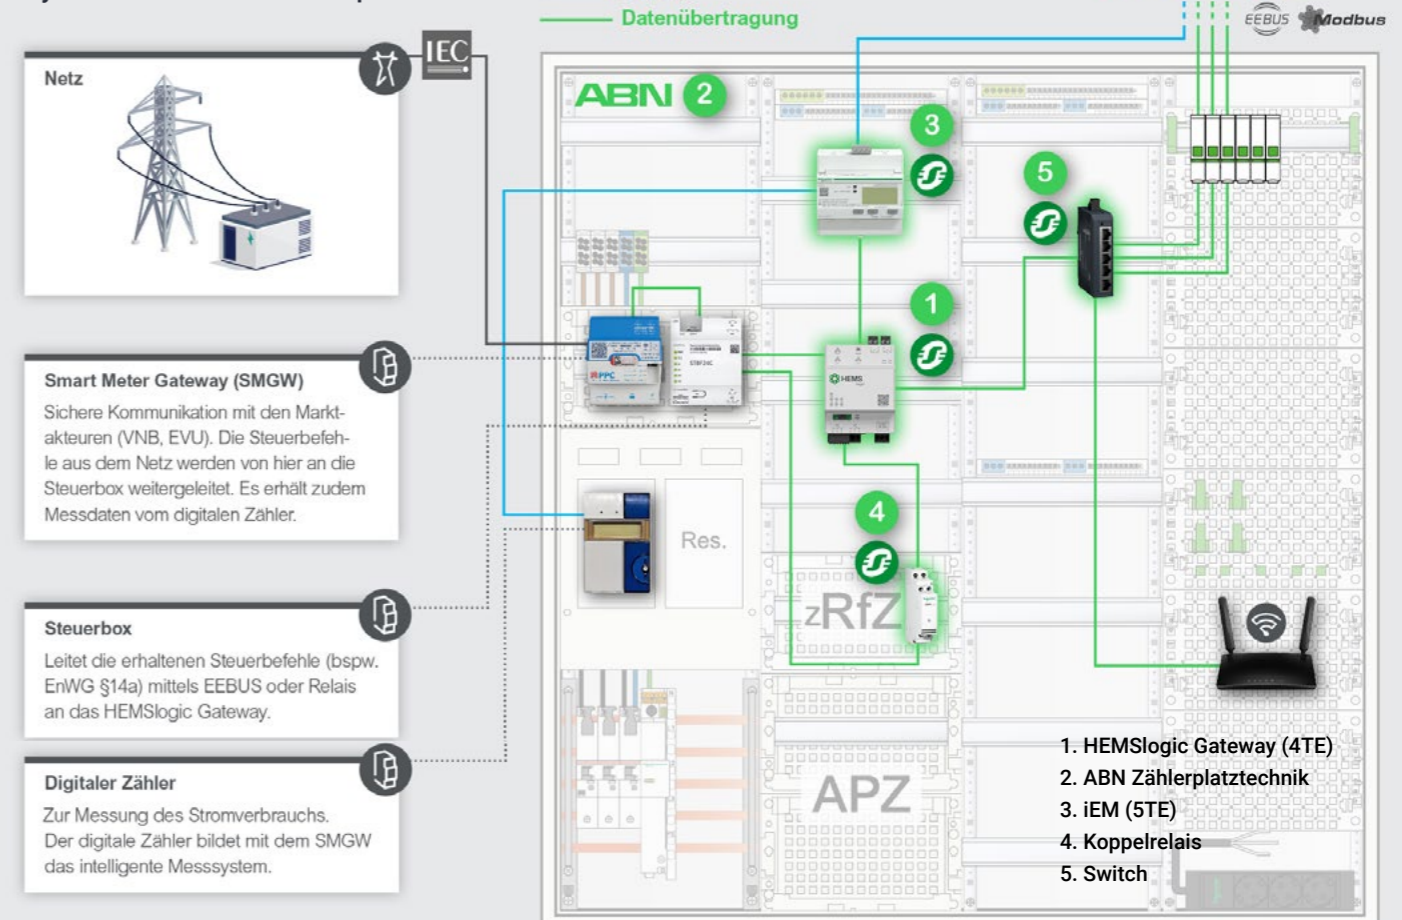 Datenübertragung
EEBUS
Modbus
Netz
IEC
ABN
2
3
5
1
Smart Meter Gateway (SMGW)
Sichere Kommunikation mit den Markt-
akteuren (VNB, EVU). Die Steuerbefeh-
le aus dem Netz werden von hier an die
Steuerbox weitergeleitet. Es erhält zudem
Messdaten vom digitalen Zähler.
PPC
HEMS
4
Res.
zRfZ
Steuerbox
Leitet die erhaltenen Steuerbefehle (bspw.
EnWG §14a) mittels EEBUS oder Relais
an das HEMSlogic Gateway.
Digitaler Zähler
Zur Messung des Stromverbrauchs.
Der digitale Zähler bildet mit dem SMGW
das intelligente Messsystem.
APZ
1. HEMSlogic Gateway (4TE)
2. ABN Zählerplatztechnik
3. iEM (5TE)
4. Koppelrelais
5. Switch